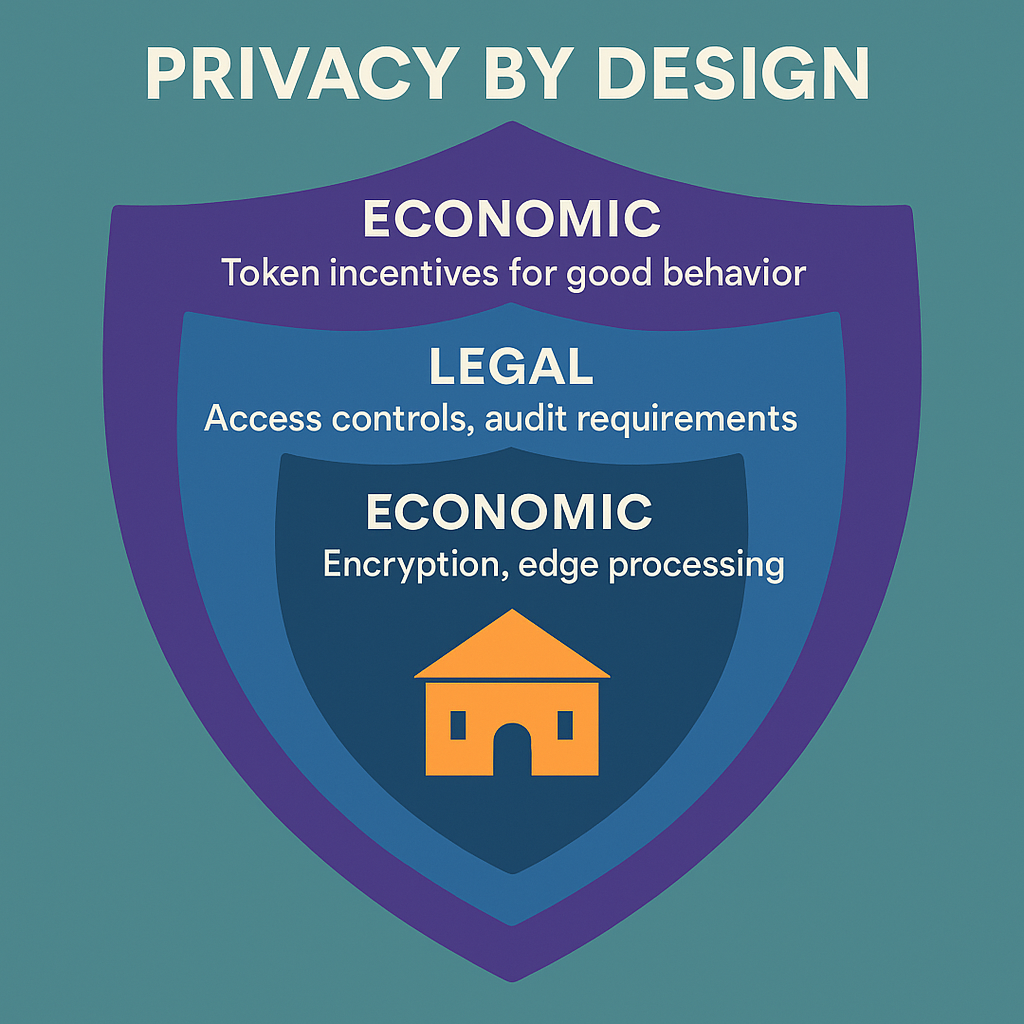 PRIVACY BY DESIGN
ECONOMIC
Token incentives for good behavior
LEGAL
Access controls, audit requirements
ECONOMIC
Encryption, edge processing